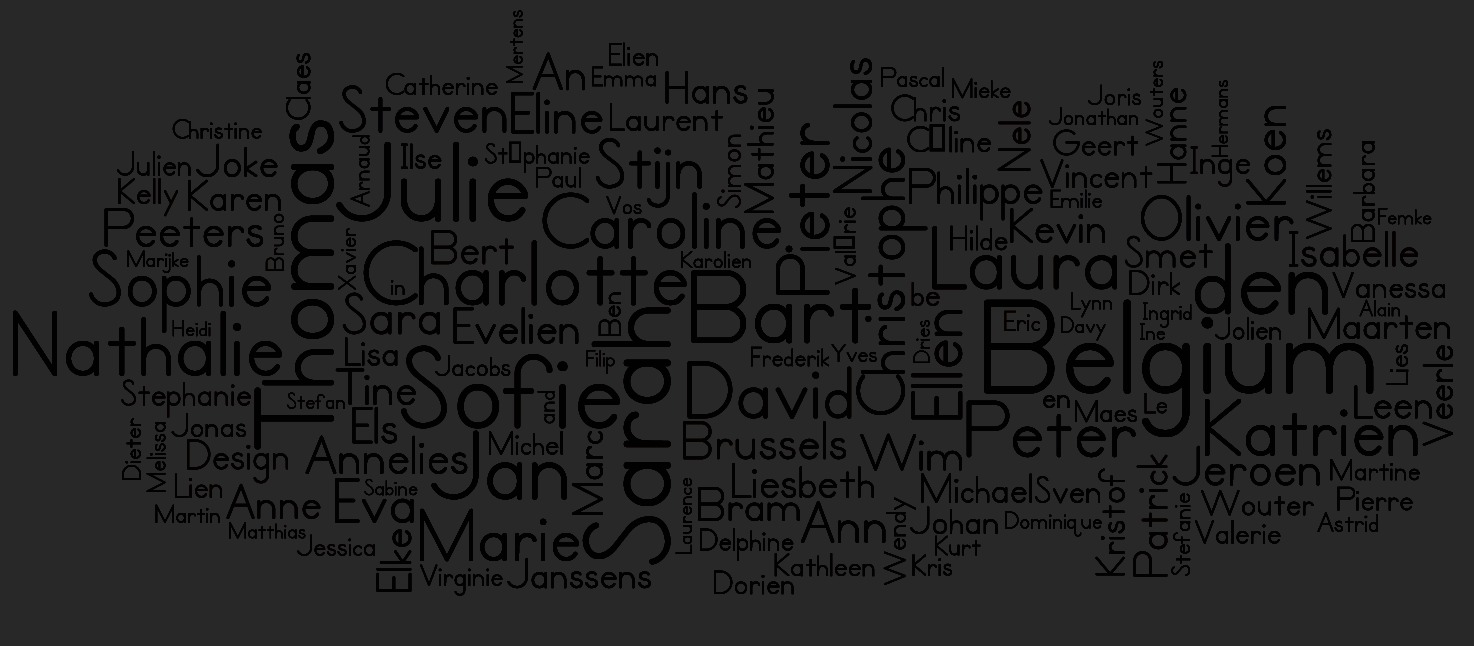 Mertens
Elien
An
Emma
Claes
Catherine
Hans
Nicolas
Pascal
Mieke
Wouters
Joris
Hermans
Steven
Eline
Laurent
Mathieu
Chris
Nele
Jonathan
Hanne
Koen
Christine
Thomas
Arnaud
Ilse
St▯phanie
Stijn
Simon
Pieter
C▯line
Geert
Inge
Willems
Barbara
Julien
Joke
Julie
Paul
Christophe
Philippe
Vincent
Emilie
Kelly
Karen
Vos
Caroline
Val▯rie
Kevin
Olivier
Femke
Peeters
Bruno
Xavier
Bert
Hilde
Smet
Isabelle
Marijke
Sophie
Charlotte
in
Karolien
Laura
Dirk
den
Vanessa
Sara
Evelien
Ben
Bart
be
Lynn
Ingrid
Alain
Nathalie
Heidi
Sarah
Dries
Ellen
Eric
Davy
Ine
Jolien
Maarten
Lisa
Jacobs
Filip
Frederik
Yves
Belgium
Lies
Veerle
Stephanie
Stefan
Tine
Sofie
and
David
en
Maes
Le
Leen
Jonas
Els
Michel
Marc
Brussels
Wim
Peter
Katrien
Dieter
Melissa
Design
Annelies
Jan
Liesbeth
Jeroen
Martine
Lien
Sabine
Laurence
Michael
Sven
Kristof
Patrick
Martin
Anne
Eva
Bram
Ann
Wendy
Johan
Dominique
Stefanie
Wouter
Pierre
Matthias
Elke
Marie
Delphine
Kurt
Valerie
Astrid
Jessica
Virginie
Janssens
Kathleen
Kris
Dorien